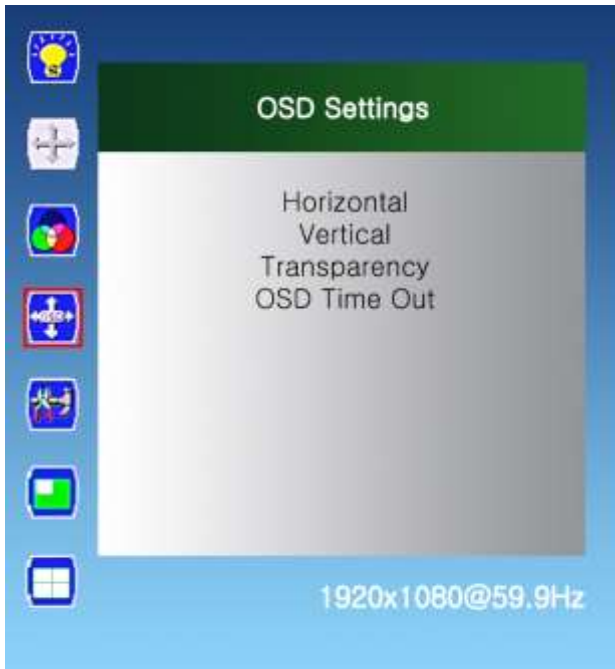 OSD Settings
Horizontal
Vertical
Transparency
OSD Time Out
1920x1080@59.9Hz